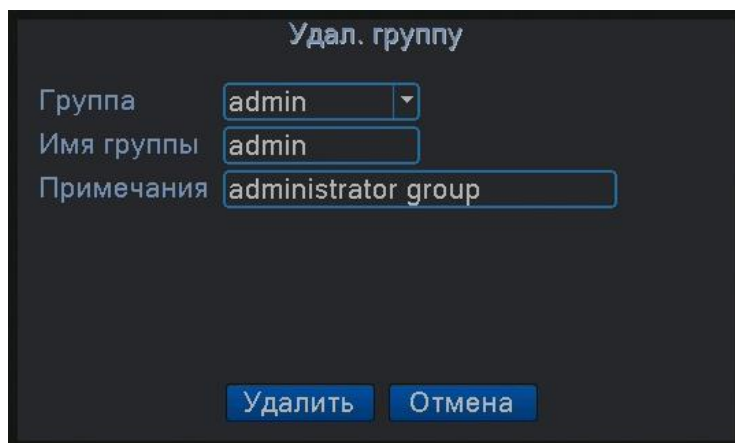 Удал. группу
Группа admin
Имя группы admin
Примечания administrator group
Удалить Отмена